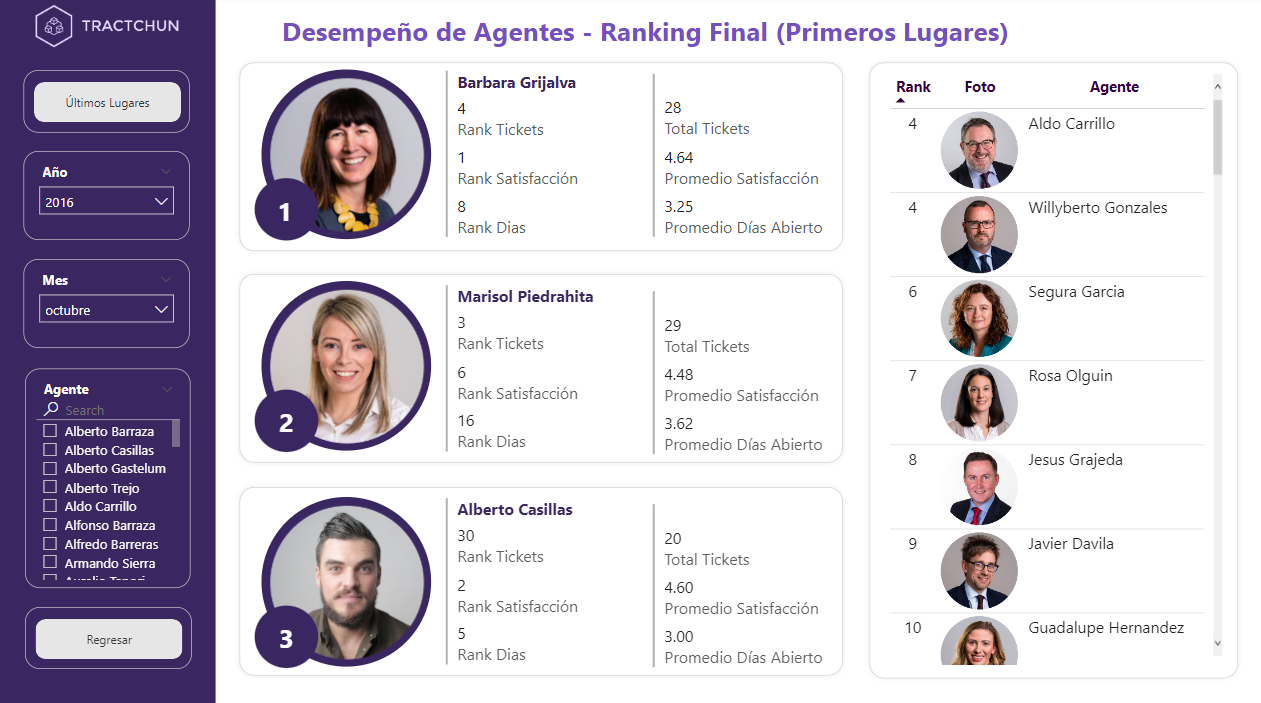 TRACTCHUN
Últimos Lugares
Año
2016
Mes
octubre
Agente
Search
Alberto Barraza
Alberto Casillas
Alberto Gastelum
Alberto Trejo
Aldo Carrillo
Alfonso Barraza
Alfredo Barreras
Armando Sierra
Regresar
Desempeño de Agentes - Ranking Final (Primeros Lugares)
1
Barbara Grijalva
4
Rank Tickets
1
Rank Satisfacción
8
Rank Dias
28
Total Tickets
4.64
Promedio Satisfacción
3.25
Promedio Días Abierto
2
Marisol Piedrahita
3
Rank Tickets
6
Rank Satisfacción
16
Rank Dias
29
Total Tickets
4.48
Promedio Satisfacción
3.62
Promedio Días Abierto
3
Alberto Casillas
30
Rank Tickets
2
Rank Satisfacción
5
Rank Dias
20
Total Tickets
4.60
Promedio Satisfacción
3.00
Promedio Días Abierto
Rank Foto Agente
4 Aldo Carrillo
4 Willyberto Gonzales
6 Segura Garcia
7 Rosa Olguin
8 Jesus Grajeda
9 Javier Davila
10 Guadalupe Hernandez